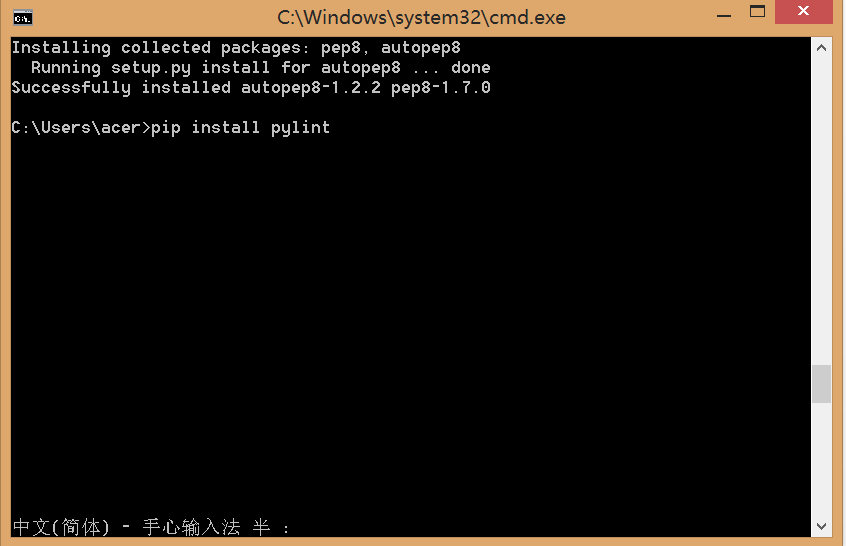 C:\Windows\system32\cmd.exe
Installing collected packages: pep8, autopep8
Running setup.py install for autopep8 ... done
Successfully installed autopep8-1.2.2 pep8-1.7.0
C:\Users\acer>pip install pylint
中文(简体) - 手心输入法 半 :